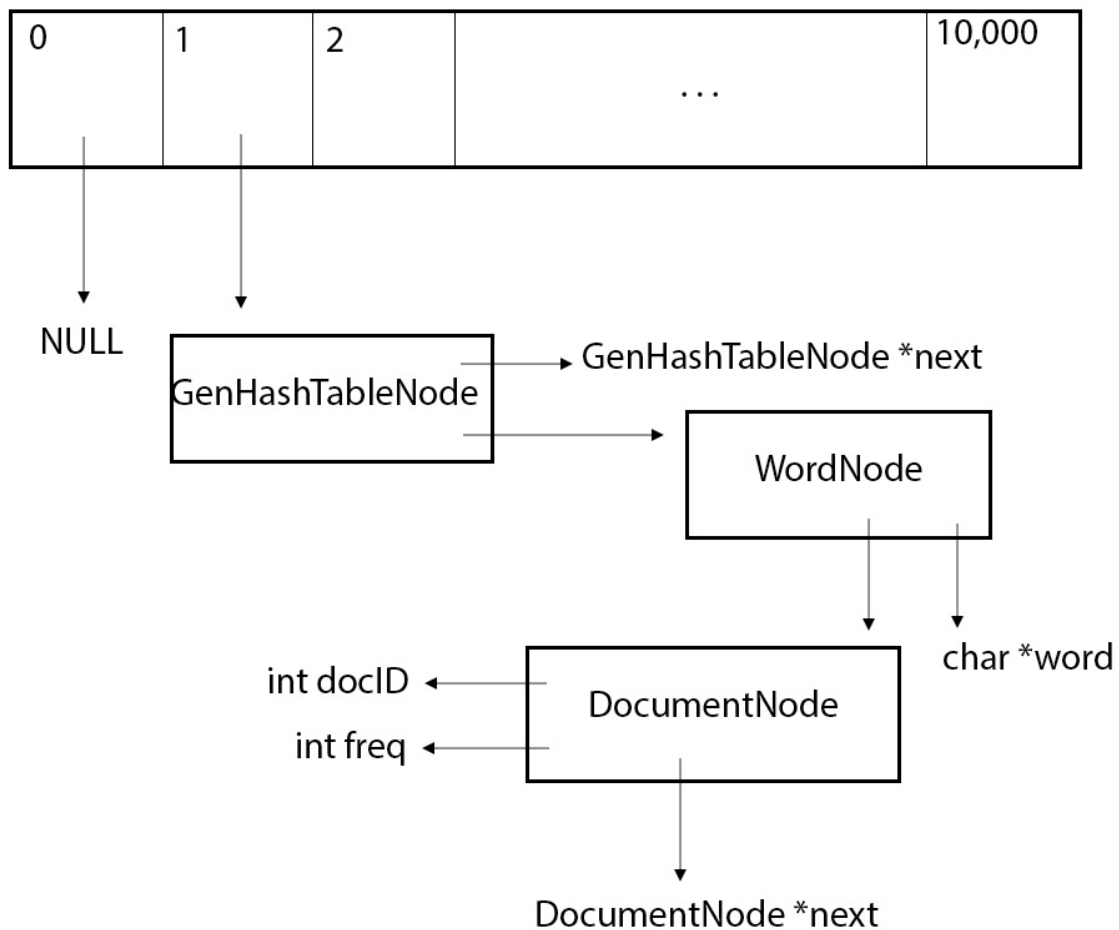 0 1 2 10,000
...
NULL
GenHashTableNode *next
GenHashTableNode
WordNode
char *word
int docID
DocumentNode
int freq
DocumentNode *next